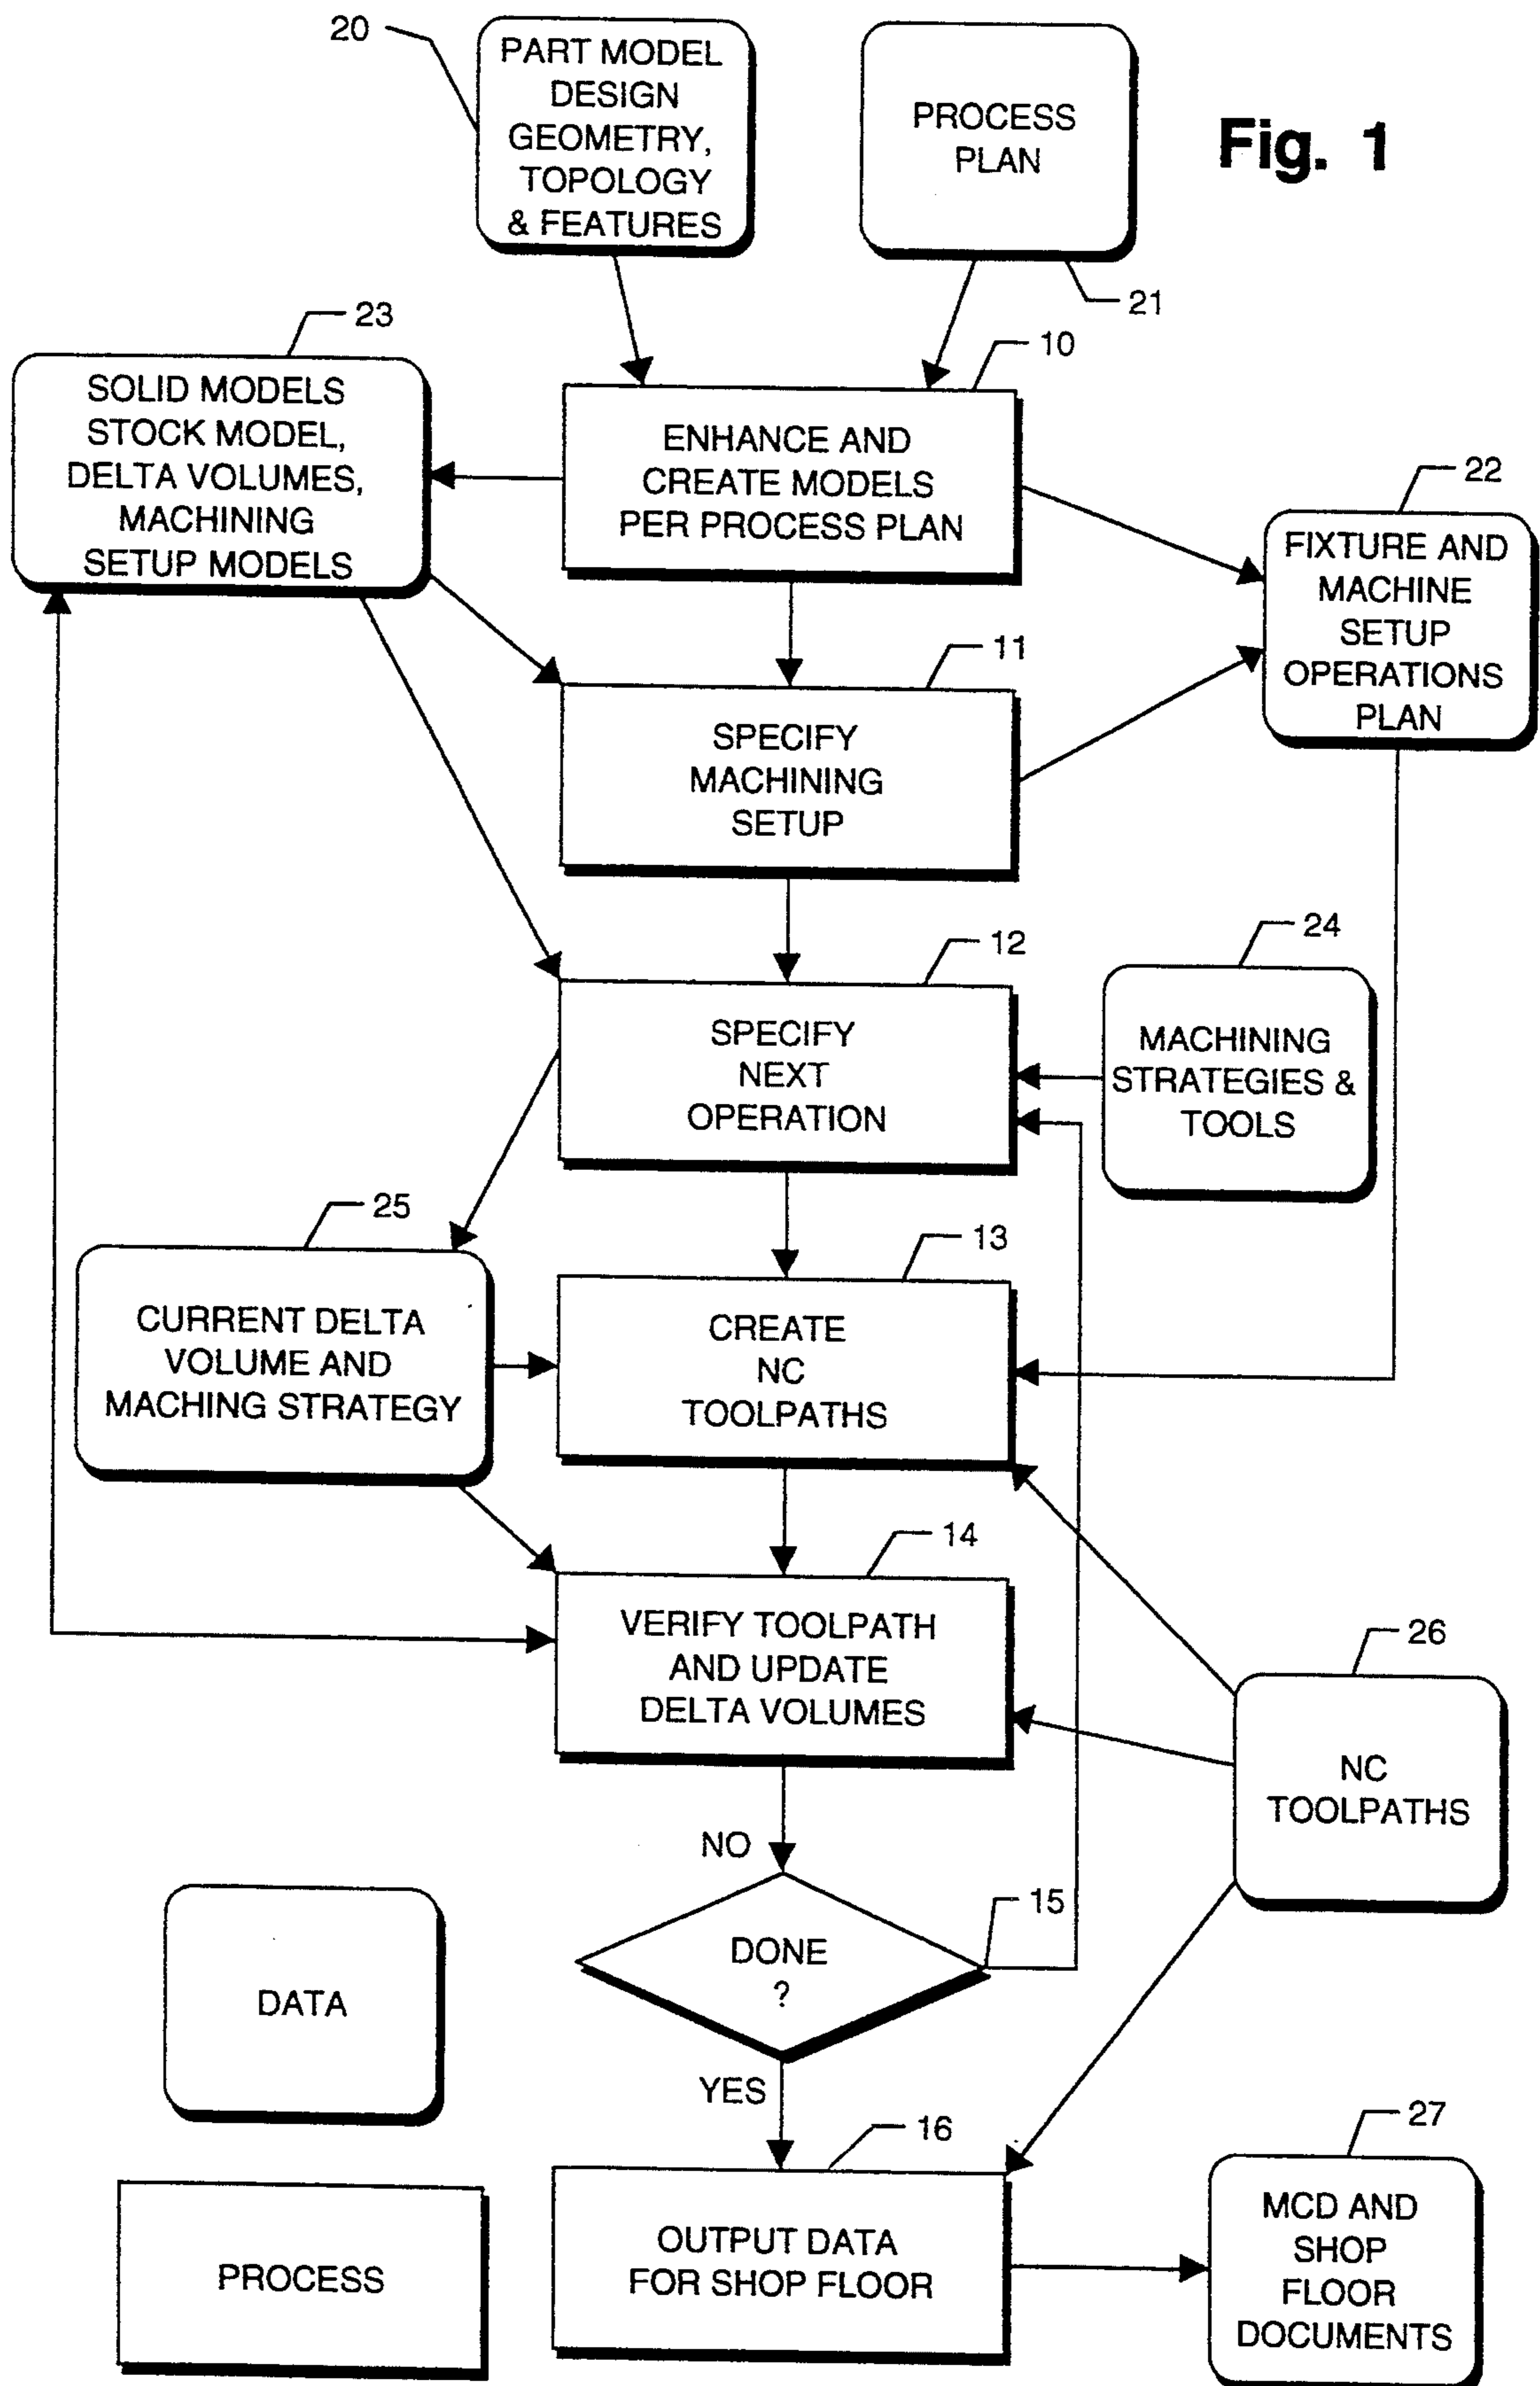 20
PART MODEL
DESIGN
GEOMETRY,
TOPOLOGY
& FEATURES
PROCESS
PLAN
Fig. 1
21
23
10
SOLID MODELS
STOCK MODEL,
DELTA VOLUMES,
MACHINING
SETUP MODELS
ENHANCE AND
CREATE MODELS
PER PROCESS PLAN
22
FIXTURE AND
MACHINE
SETUP
OPERATIONS
PLAN
11
SPECIFY
MACHINING
SETUP
12
SPECIFY
NEXT
OPERATION
24
MACHINING
STRATEGIES &
TOOLS
25
CURRENT DELTA
VOLUME AND
MACHING STRATEGY
13
CREATE
NC
TOOLPATHS
14
VERIFY TOOLPATH
AND UPDATE
DELTA VOLUMES
26
NC
TOOLPATHS
NO
15
DONE
?
YES
DATA
PROCESS
16
OUTPUT DATA
FOR SHOP FLOOR
27
MCD AND
SHOP
FLOOR
DOCUMENTS